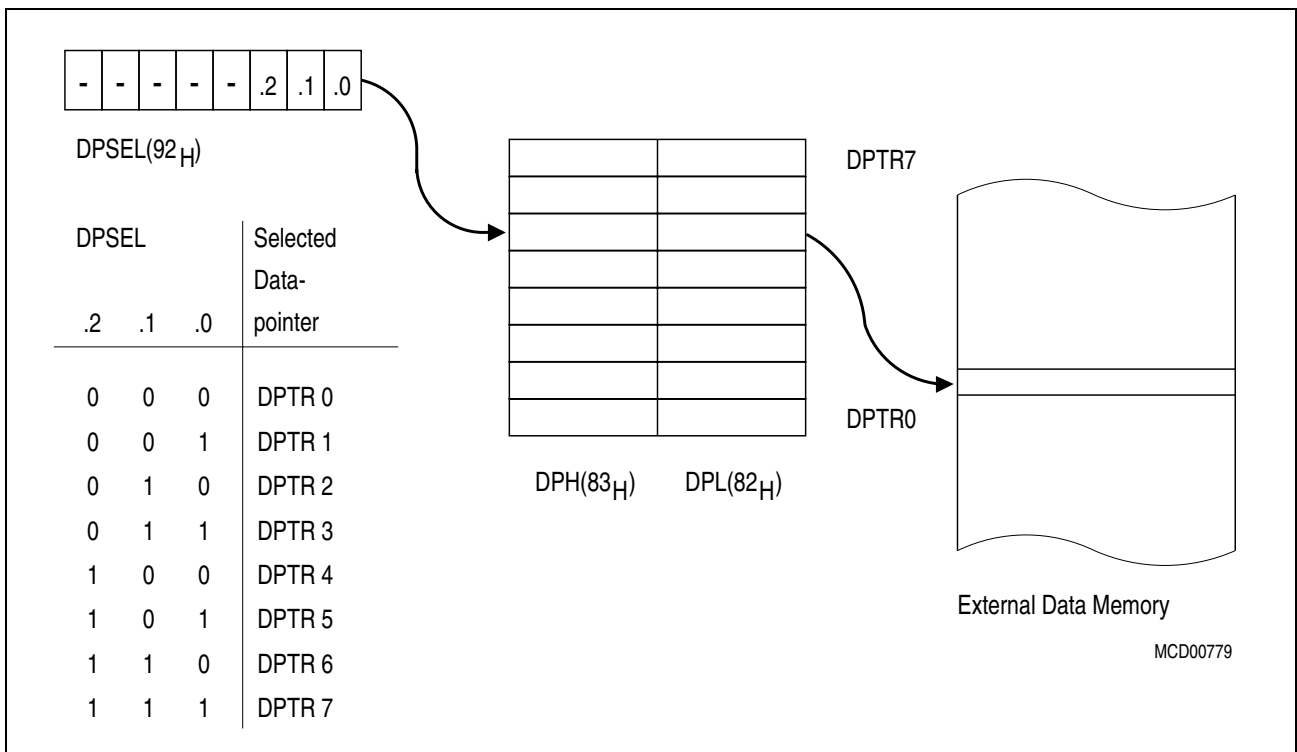 - - - - - .2 .1 .0
DPSEL(92H)
DPSEL Selected
Data-
.2 .1 .0 pointer
0 0 0 DPTR 0
0 0 1 DPTR 1
0 1 0 DPTR 2
0 1 1 DPTR 3
1 0 0 DPTR 4
1 0 1 DPTR 5
1 1 0 DPTR 6
1 1 1 DPTR 7
DPTR7
DPTR0
DPH(83H) DPL(82H)
External Data Memory
MCD00779